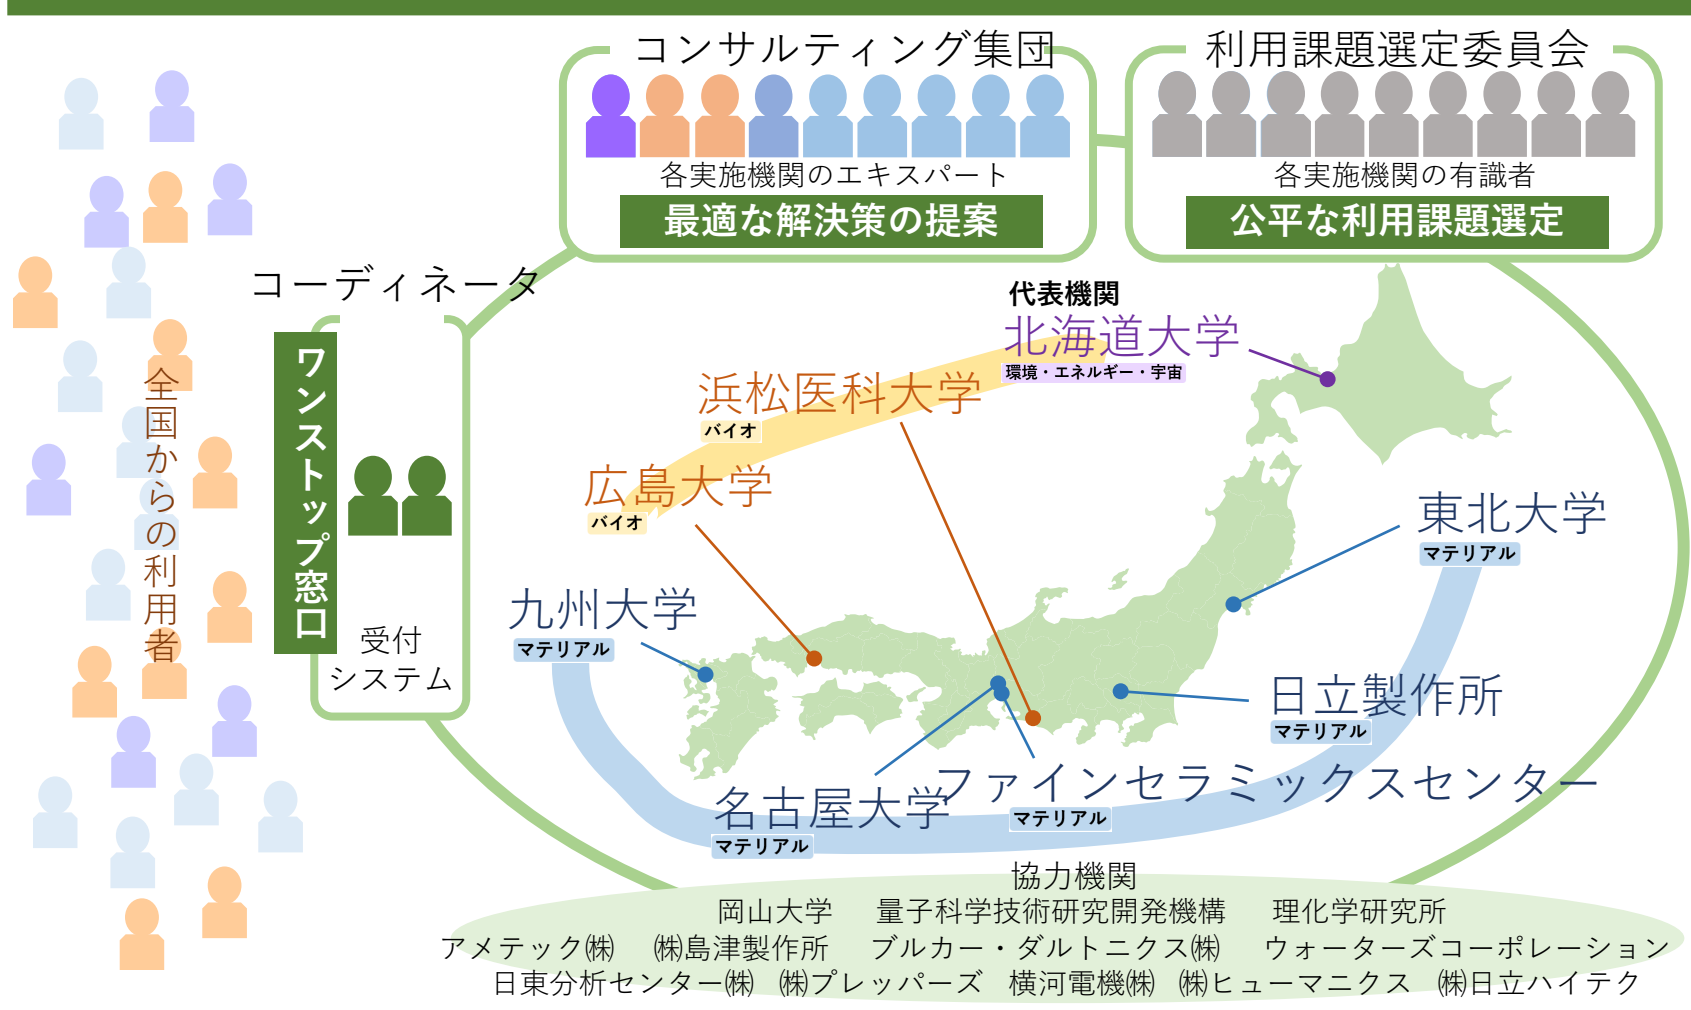 コンサルティング集団
各実施機関のエキスパート
最適な解決策の提案
利用課題選定委員会
各実施機関の有識者
公平な利用課題選定
コーディネータ
ワンストップ窓口
受付
システム
全国からの利用者
代表機関
北海道大学
環境・エネルギー・宇宙
浜松医科大学
バイオ
広島大学
バイオ
東北大学
マテリアル
九州大学
マテリアル
日立製作所
マテリアル
ファインセラミックスセンター
マテリアル
名古屋大学
マテリアル
協力機関
岡山大学 量子科学技術研究開発機構 理化学研究所
アメテック㈱ ㈱島津製作所 ブルカー・ダルトニクス㈱ ウォーターズコーポレーション
日東分析センター㈱ ㈱プレッパーズ 横河電機㈱ ㈱ヒューマニクス ㈱日立ハイテク